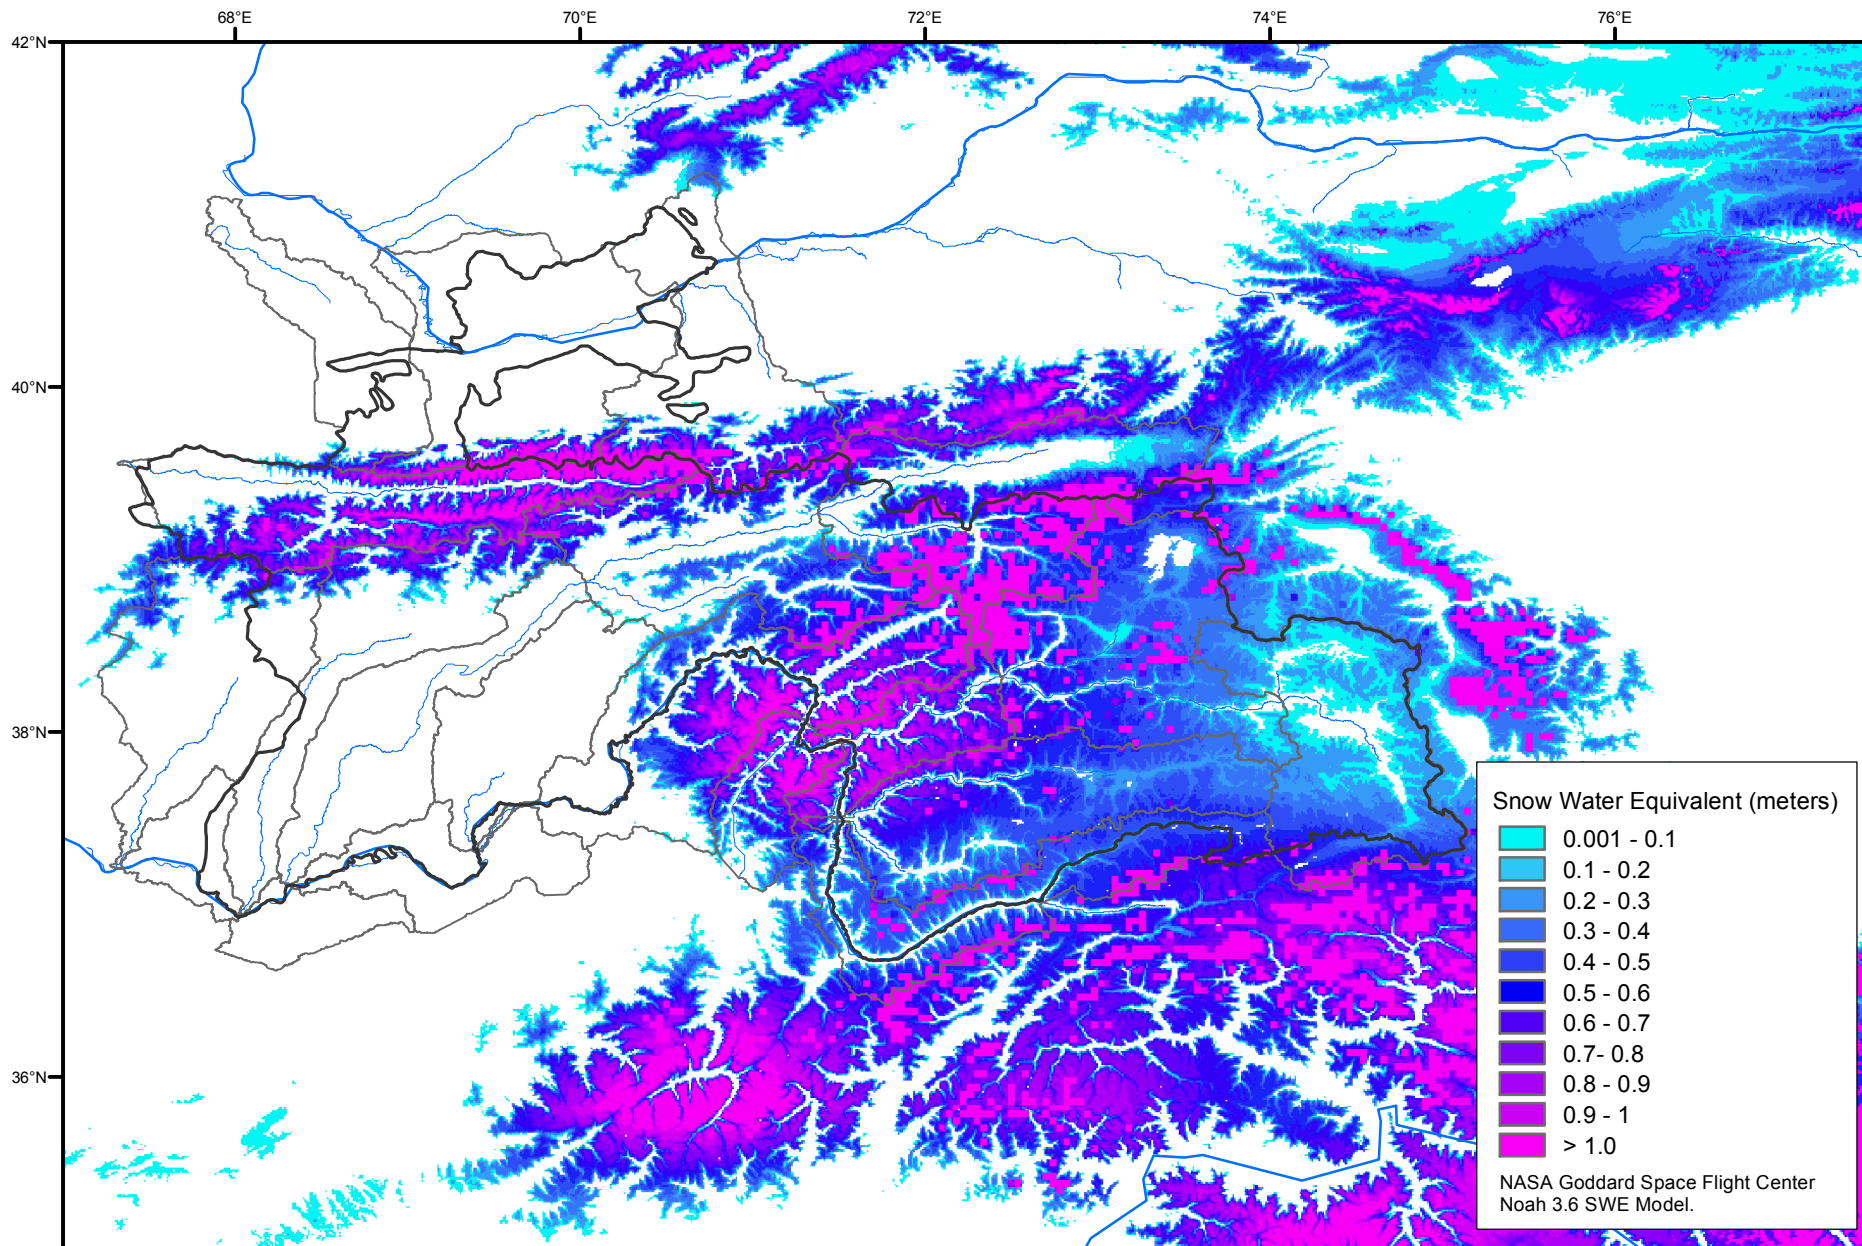 68°E 70°E 72°E 74°E 76°E
42°N
40°N
38°N
36°N
Snow Water Equivalent (meters)
0.001 - 0.1
0.1 - 0.2
0.2 - 0.3
0.3 - 0.4
0.4 - 0.5
0.5 - 0.6
0.6 - 0.7
0.7- 0.8
0.8 - 0.9
0.9 - 1
> 1.0
NASA Goddard Space Flight Center
Noah 3.6 SWE Model.